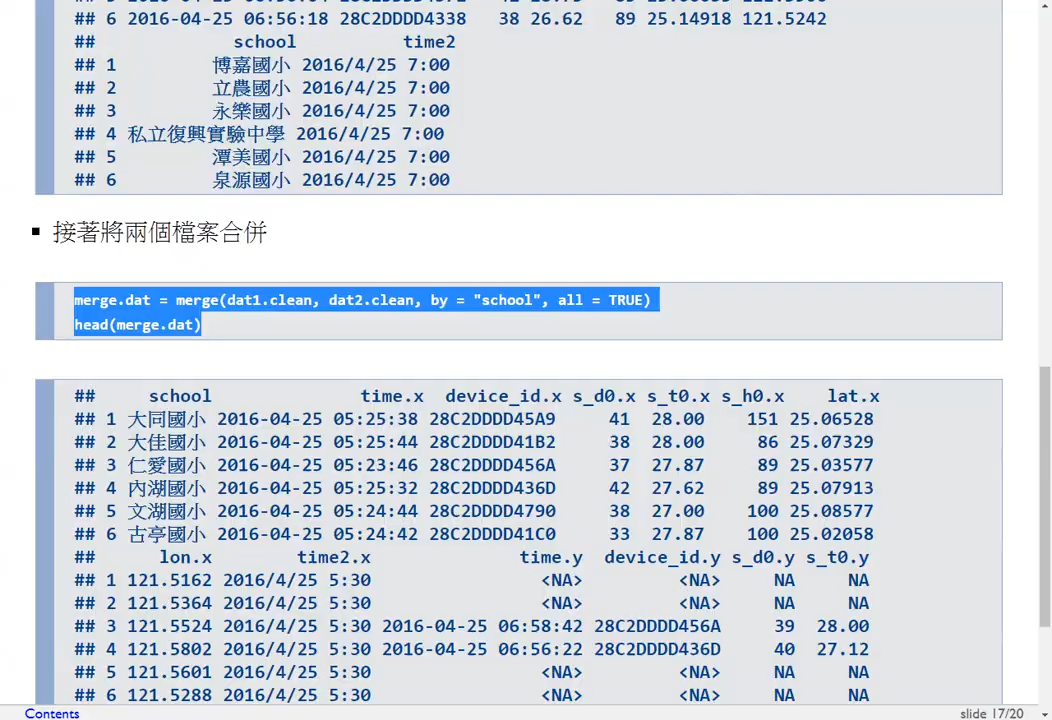 ## 6 2016-04-25 06:56:18 28C2DDDD4338 38 26.62 89 25.14918 121.5242
## school time2
## 1 博嘉國小 2016/4/25 7:00
## 2 立農國小 2016/4/25 7:00
## 3 永樂國小 2016/4/25 7:00
## 4 私立復興實驗中學 2016/4/25 7:00
## 5 潭美國小 2016/4/25 7:00
## 6 泉源國小 2016/4/25 7:00
▪ 接著將兩個檔案合併
merge.dat = merge(dat1.clean, dat2.clean, by = "school", all = TRUE)
head(merge.dat)
## school time.x device_id.x s_d0.x s_t0.x s_h0.x lat.x
## 1 大同國小 2016-04-25 05:25:38 28C2DDDD45A9 41 28.00 151 25.06528
## 2 大佳國小 2016-04-25 05:25:44 28C2DDDD41B2 38 28.00 86 25.07329
## 3 仁愛國小 2016-04-25 05:23:46 28C2DDDD456A 37 27.87 89 25.03577
## 4 內湖國小 2016-04-25 05:25:32 28C2DDDD436D 42 27.62 89 25.07913
## 5 文湖國小 2016-04-25 05:24:44 28C2DDDD4790 38 27.00 100 25.08577
## 6 古亭國小 2016-04-25 05:24:42 28C2DDDD41C0 33 27.87 100 25.02058
## lon.x time2.x time.y device_id.y s_d0.y s_t0.y
## 1 121.5162 2016/4/25 5:30 <NA> <NA> NA NA
## 2 121.5364 2016/4/25 5:30 <NA> <NA> NA NA
## 3 121.5524 2016/4/25 5:30 2016-04-25 06:58:42 28C2DDDD456A 39 28.00
## 4 121.5802 2016/4/25 5:30 2016-04-25 06:56:22 28C2DDDD436D 40 27.12
## 5 121.5601 2016/4/25 5:30 <NA> <NA> NA NA
## 6 121.5288 2016/4/25 5:30 <NA> <NA> NA NA
Contents slide 17/20